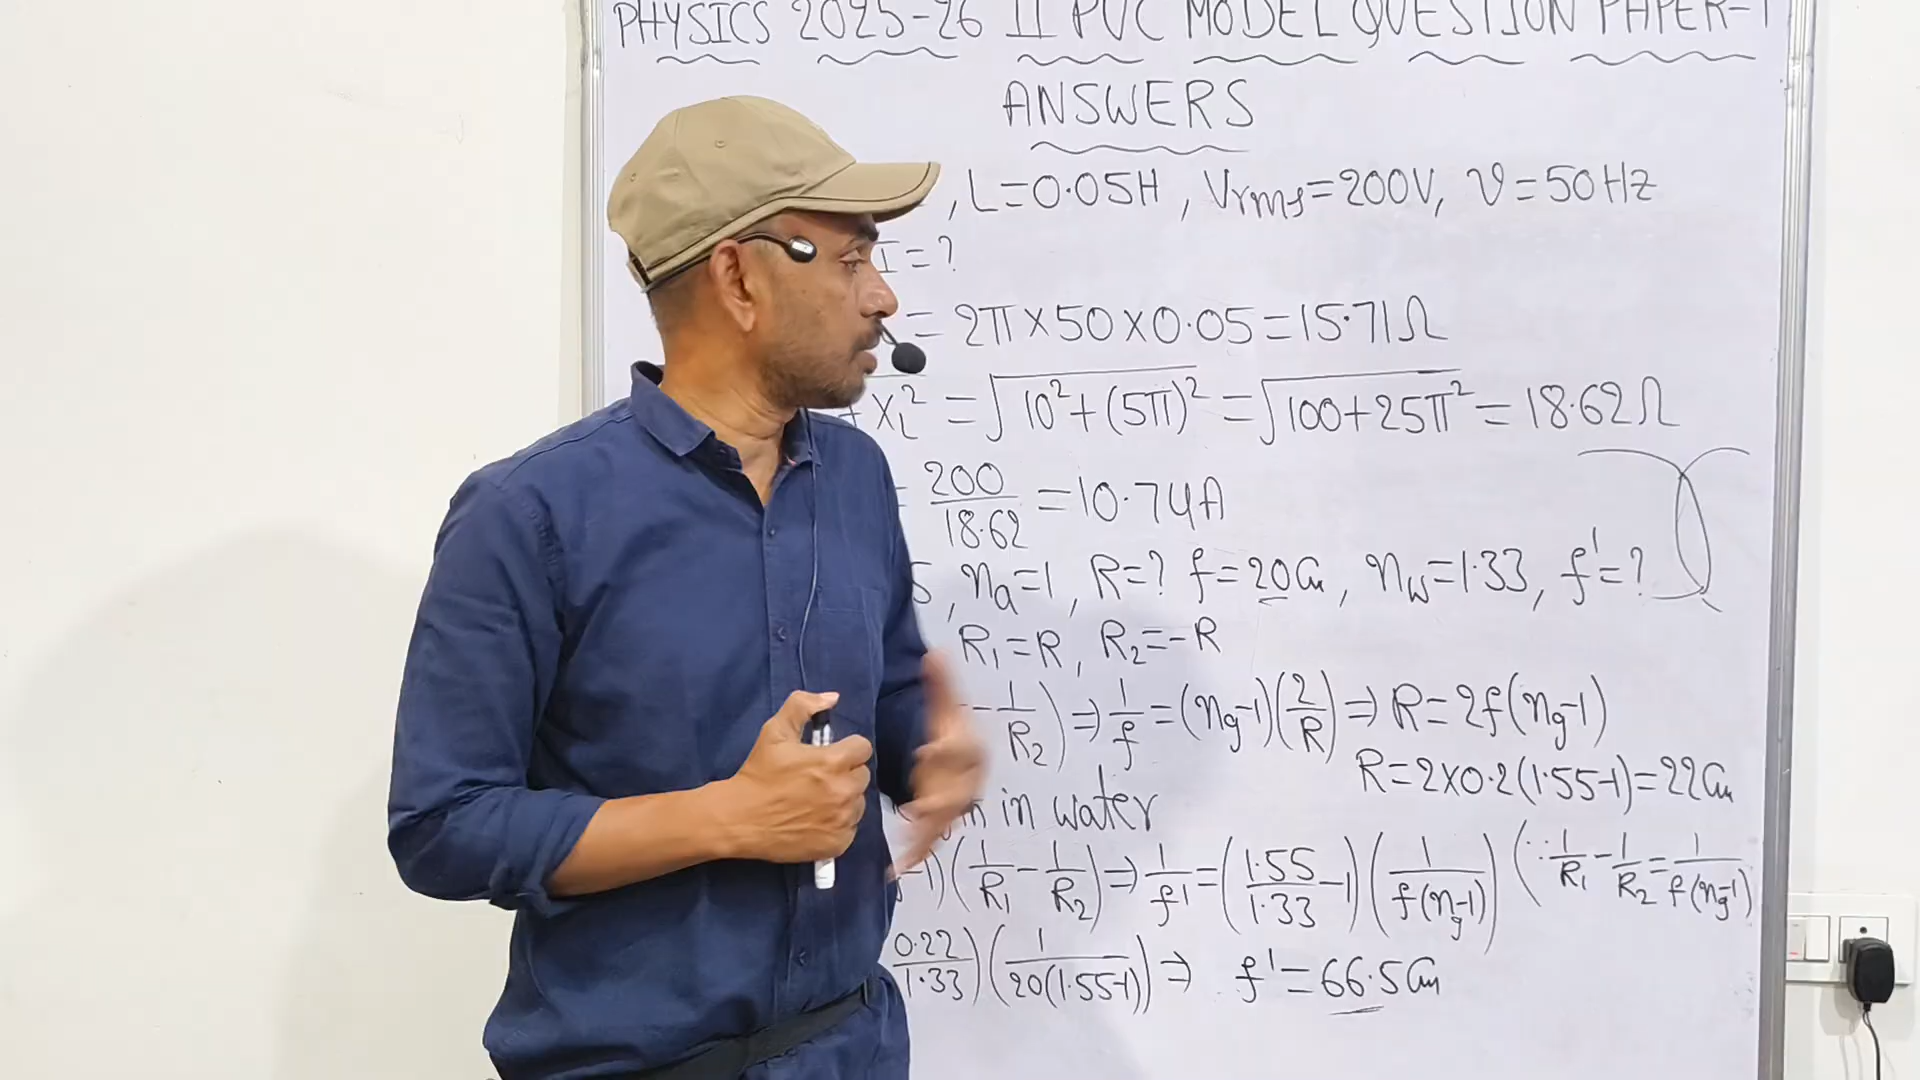 PHYSICS 2025-26 II PUC MODEL QUESTION PAPER-1
ANSWERS
, L=0.05H, Vrms=200V, ν=50Hz
I=?
= 2π×50×0.05=15.71Ω
+ X_L² = √(10²+(5π)²) = √(100+25π²) = 18.62Ω
= 200/18.62 = 10.74A
5, n_a=1, R=? f=20cm, n_w=1.33, f'=?
R₁=R, R₂=-R
- 1/R₂) ⇒ 1/f = (n_g-1)(2/R) ⇒ R=2f(n_g-1)
R=2×0.2(1.55-1)=22cm
in water
-1)(1/R₁ - 1/R₂) ⇒ 1/f' = (1.55/1.33 - 1)(1/f(n_g-1)) (∵ 1/R₁ - 1/R₂ = 1/f(n_g-1)
0.22/1.33)(1/20(1.55-1)) ⇒ f'=66.5cm